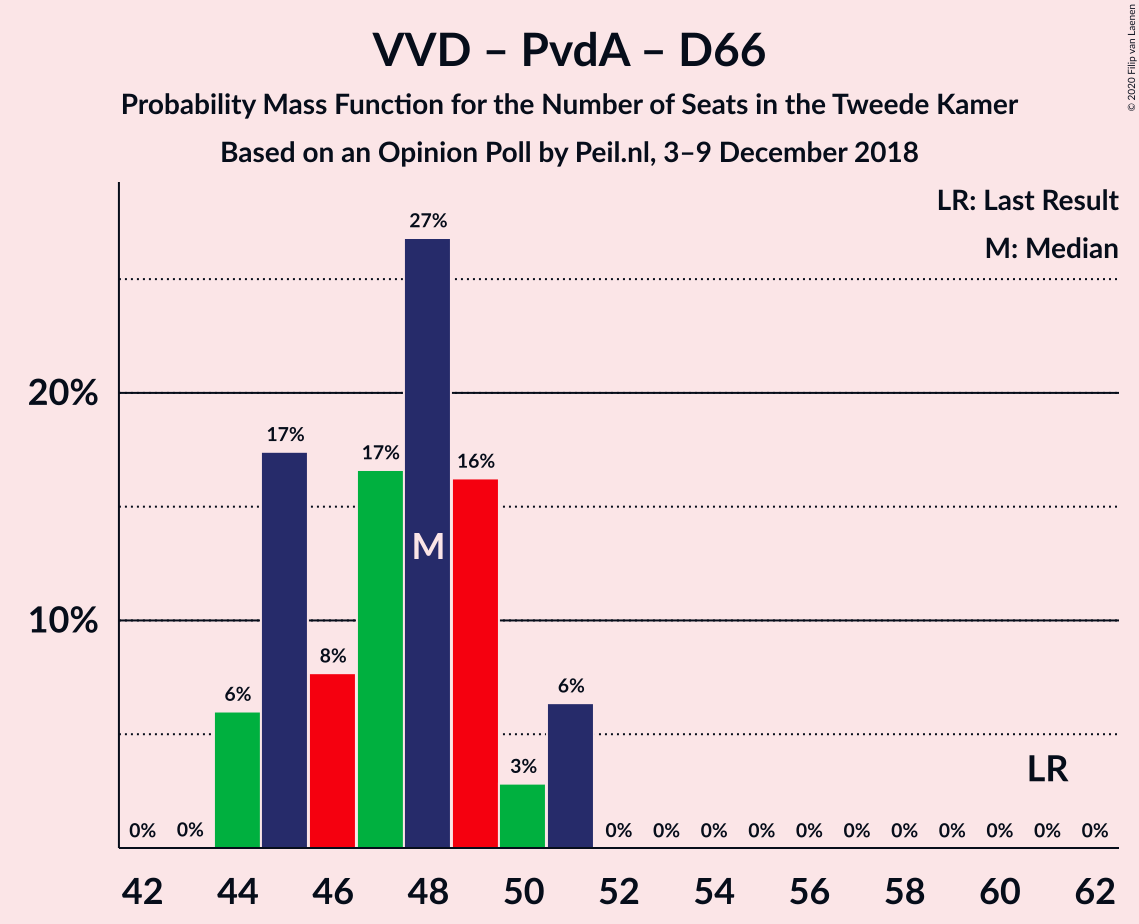 VVD – PvdA – D66
Probability Mass Function for the Number of Seats in the Tweede Kamer
Based on an Opinion Poll by Peil.nl, 3–9 December 2018
© 2020 Filip van Laenen
LR: Last Result
M: Median
20%
10%
0%
0%
6%
17%
8%
17%
27%
16%
3%
6%
0%
0%
0%
0%
0%
0%
0%
0%
0%
0%
0%
M
LR
42 44 46 48 50 52 54 56 58 60 62